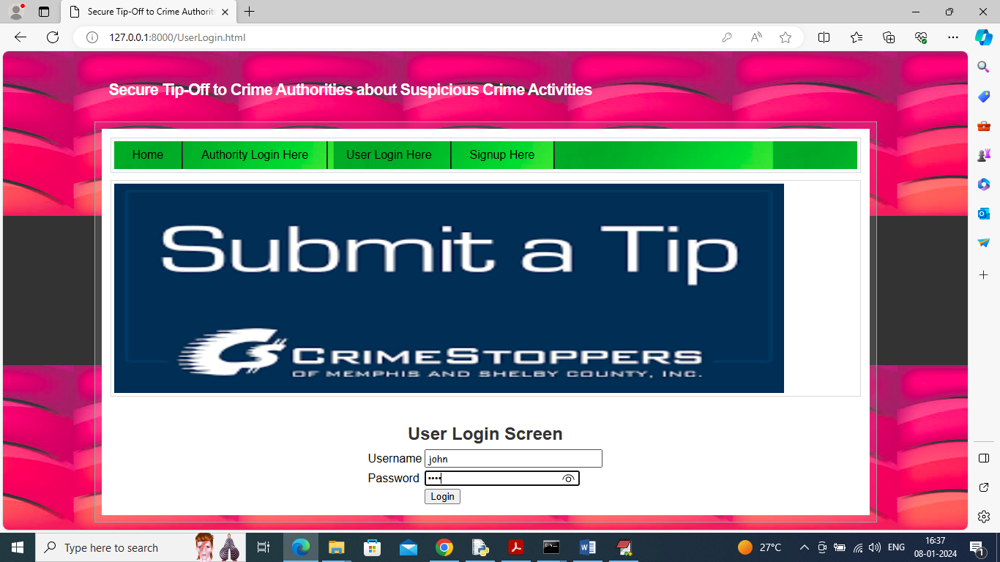 Secure Tip-Off to Crime Authoriti
127.0.0.1:8000/UserLogin.html
Secure Tip-Off to Crime Authorities about Suspicious Crime Activities
Home Authority Login Here User Login Here Signup Here
Submit a Tip
CRIMESTOPPERS
OF MEMPHIS AND SHELBY COUNTY, INC.
User Login Screen
Username john
Password ••••
Login
Type here to search 27°C ENG 16:37
08-01-2024 1